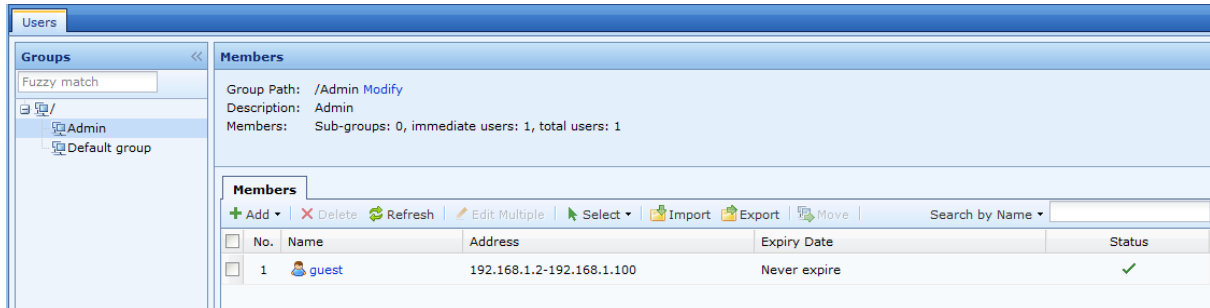 Users
Groups
Fuzzy match
/
Admin
Default group
Members
Group Path: /Admin Modify
Description: Admin
Members: Sub-groups: 0, immediate users: 1, total users: 1
Members
Add Delete Refresh Edit Multiple Select Import Export Move Search by Name
No. Name Address Expiry Date Status
1 guest 192.168.1.2-192.168.1.100 Never expire